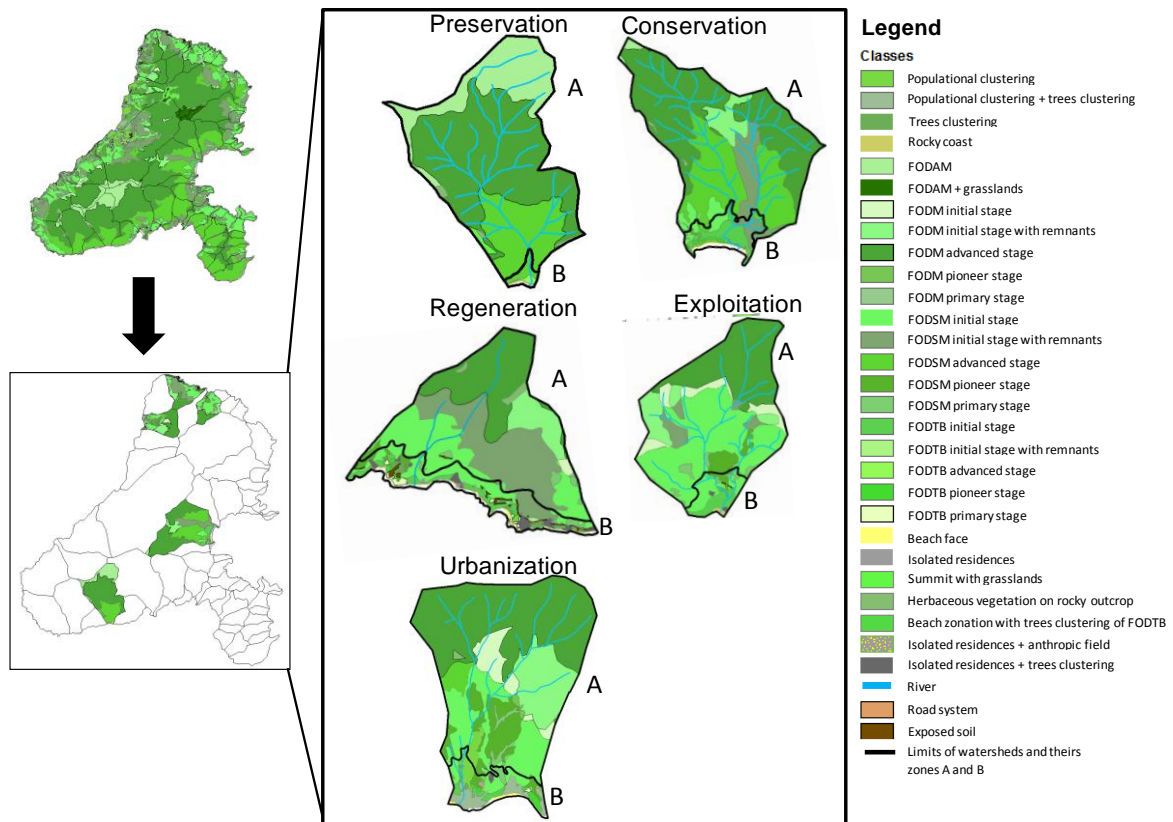 Preservation
Conservation
A
B
A
B
Regeneration
Exploitation
A
B
A
B
Urbanization
A
B
Legend
Classes
Populational clustering
Populational clustering + trees clustering
Trees clustering
Rocky coast
FODAM
FODAM + grasslands
FODM initial stage
FODM initial stage with remnants
FODM advanced stage
FODM pioneer stage
FODM primary stage
FODSM initial stage
FODSM initial stage with remnants
FODSM advanced stage
FODSM pioneer stage
FODSM primary stage
FODTB initial stage
FODTB initial stage with remnants
FODTB advanced stage
FODTB pioneer stage
FODTB primary stage
Beach face
Isolated residences
Summit with grasslands
Herbaceous vegetation on rocky outcrop
Beach zonation with trees clustering of FODTB
Isolated residences + anthropic field
Isolated residences + trees clustering
River
Road system
Exposed soil
Limits of watersheds and theirs
zones A and B